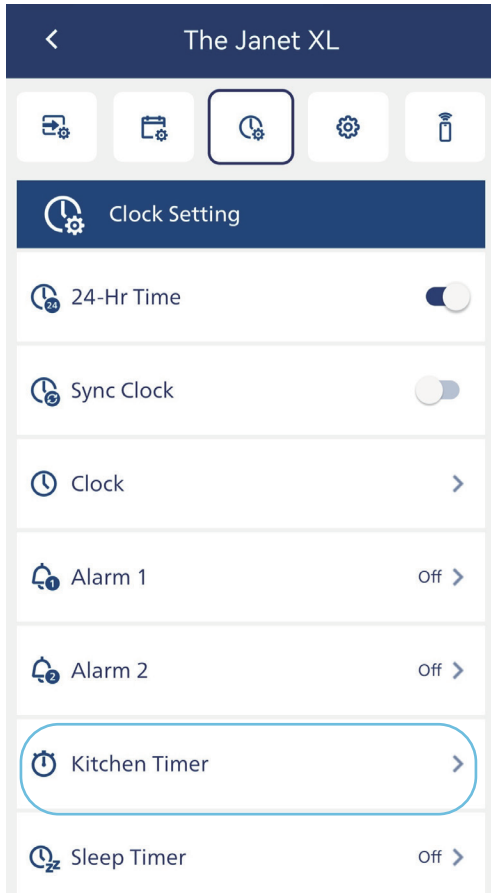 The Janet XL
Clock Setting
24-Hr Time
Sync Clock
Clock
Alarm 1 Off
Alarm 2 Off
Kitchen Timer
Sleep Timer Off